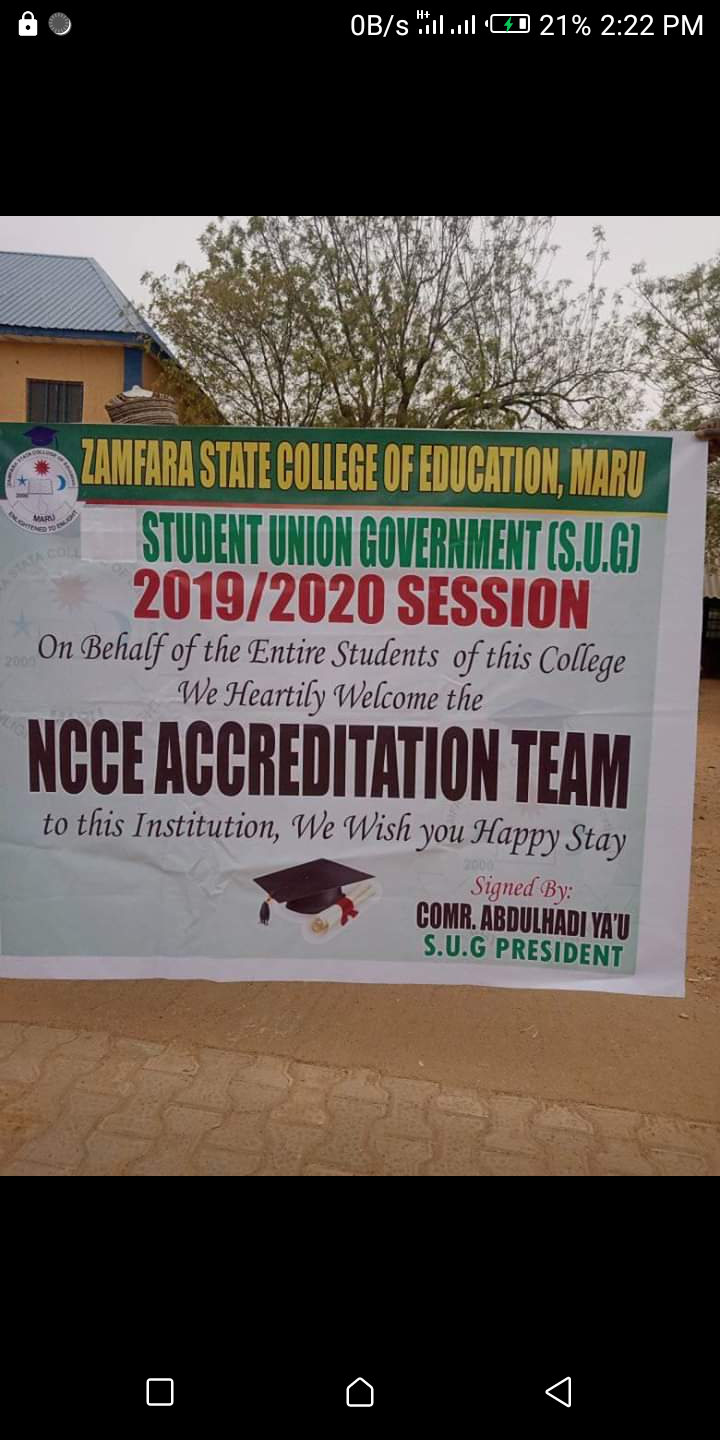 0B/s H+ 21% 2:22 PM
ZAMFARA STATE COLLEGE OF EDUCATION, MARU
MARU
ENLIGHTENED TO ENLIGHT
STUDENT UNION GOVERNMENT (S.U.G)
2019/2020 SESSION
On Behalf of the Entire Students of this College
We Heartily Welcome the
NCCE ACCREDITATION TEAM
to this Institution, We Wish you Happy Stay
2000
Signed By:
COMR. ABDULHADI YA'U
S.U.G PRESIDENT